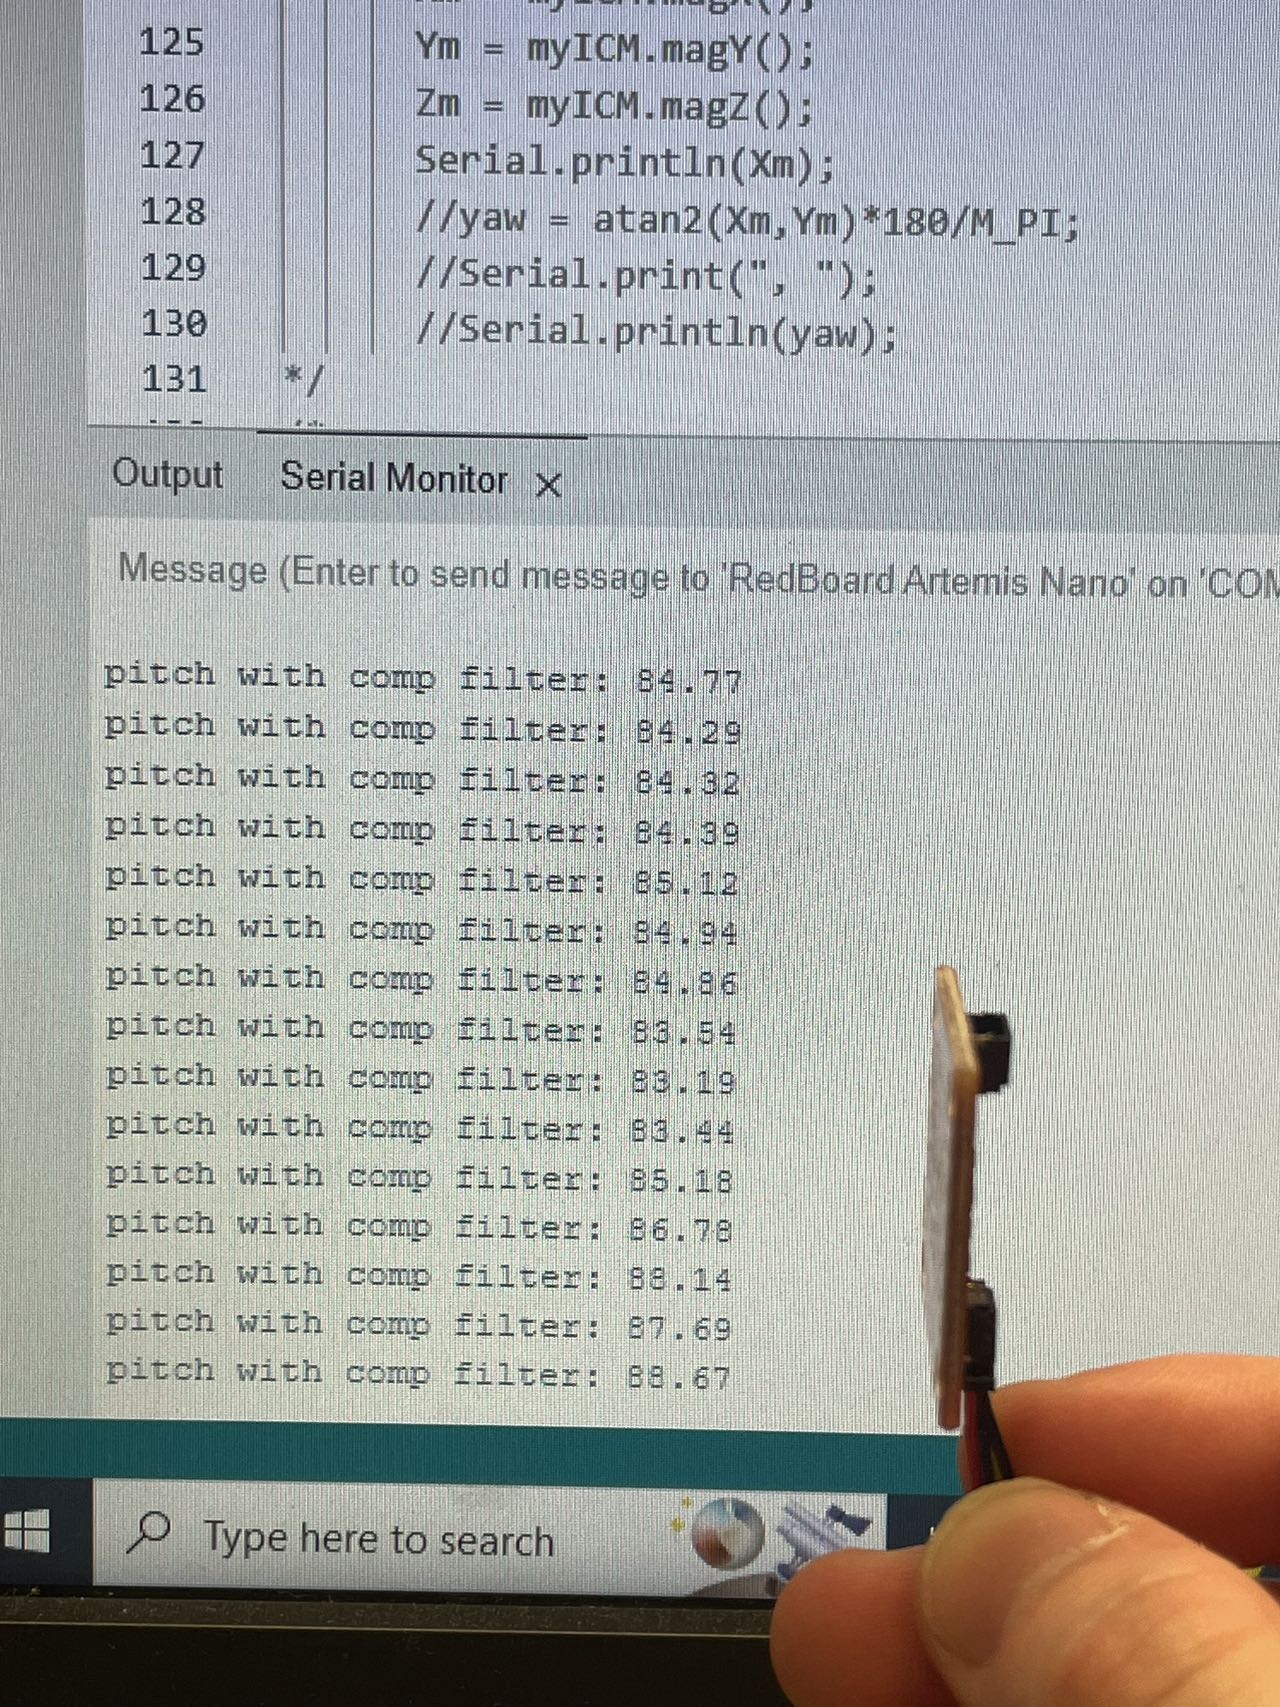 125 Ym = myICM.magY();
126 Zm = myICM.magZ();
127 Serial.println(Xm);
128 //yaw = atan2(Xm,Ym)*180/M_PI;
129 //Serial.print(", ");
130 //Serial.println(yaw);
131 */
Output Serial Monitor
Message (Enter to send message to 'RedBoard Artemis Nano' on 'COM
pitch with comp filter: 84.77
pitch with comp filter: 84.29
pitch with comp filter: 84.32
pitch with comp filter: 84.39
pitch with comp filter: 85.12
pitch with comp filter: 84.94
pitch with comp filter: 84.86
pitch with comp filter: 83.54
pitch with comp filter: 83.19
pitch with comp filter: 83.44
pitch with comp filter: 85.18
pitch with comp filter: 86.78
pitch with comp filter: 88.14
pitch with comp filter: 87.69
pitch with comp filter: 88.67
Type here to search